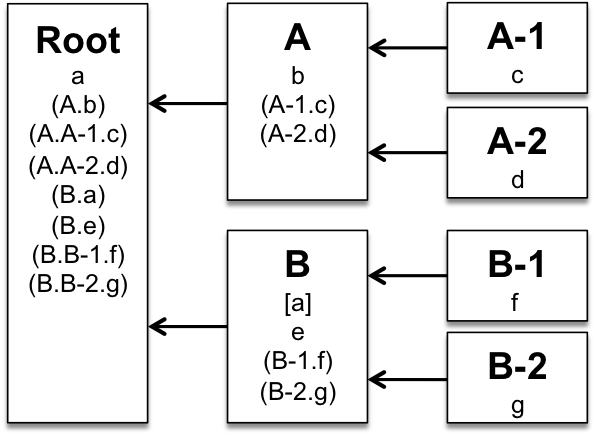 Root
a
(A.b)
(A.A-1.c)
(A.A-2.d)
(B.a)
(B.e)
(B.B-1.f)
(B.B-2.g)
A
b
(A-1.c)
(A-2.d)
A-1
c
A-2
d
B
[a]
e
(B-1.f)
(B-2.g)
B-1
f
B-2
g